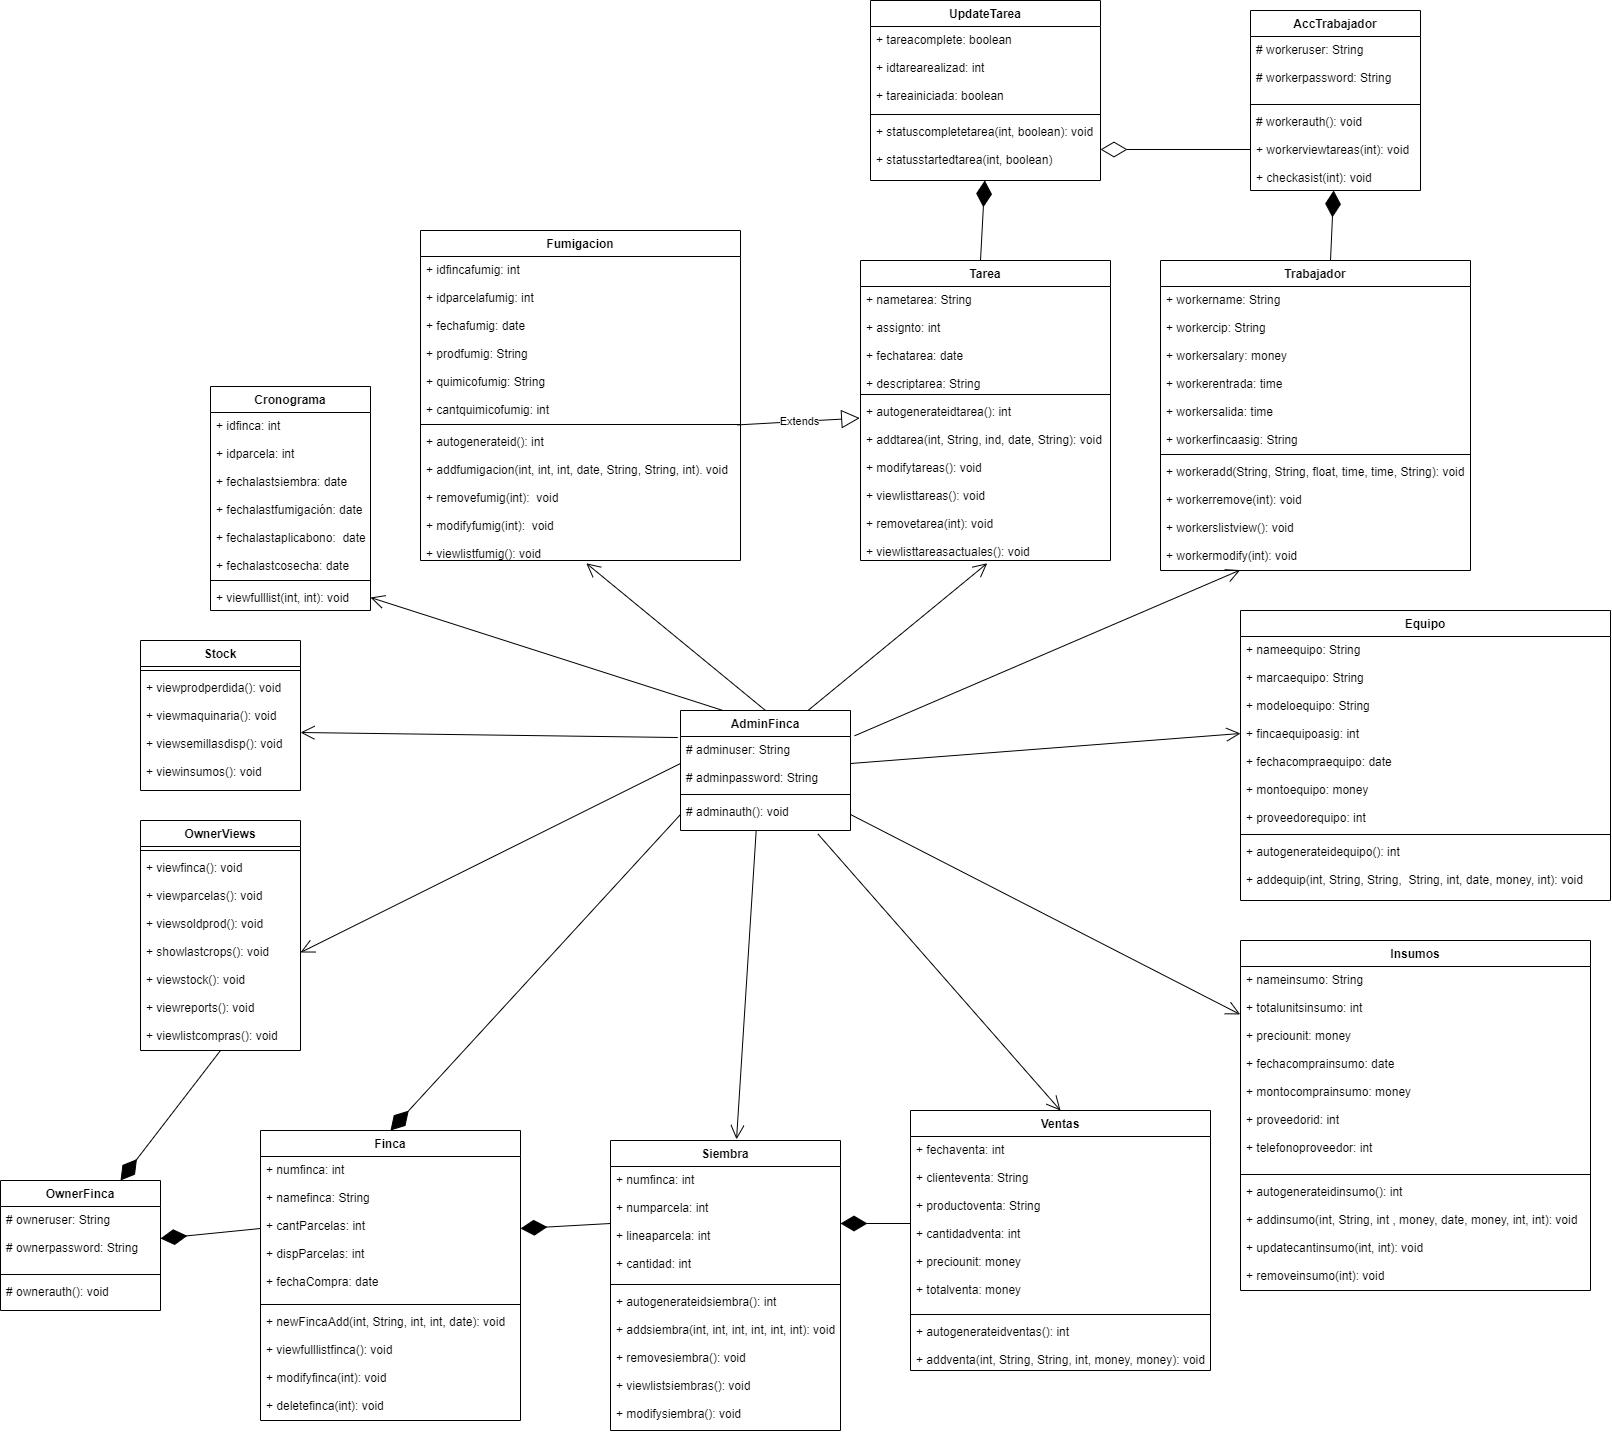 UpdateTarea
+ tareacomplete: boolean
+ idtarearealizad: int
+ tareainiciada: boolean
+ statuscompletetarea(int, boolean): void
+ statusstartedtarea(int, boolean)
AccTrabajador
# workeruser: String
# workerpassword: String
# workerauth(): void
+ workerviewtareas(int): void
+ checkasist(int): void
Fumigacion
+ idfincafumig: int
+ idparcelafumig: int
+ fechafumig: date
+ prodfumig: String
+ quimicofumig: String
+ cantquimicofumig: int
+ autogenerateid(): int
+ addfumigacion(int, int, int, date, String, String, int). void
+ removefumig(int):  void
+ modifyfumig(int):  void
+ viewlistfumig(): void
Extends
Tarea
+ nametarea: String
+ assignto: int
+ fechatarea: date
+ descriptarea: String
+ autogenerateidtarea(): int
+ addtarea(int, String, ind, date, String): void
+ modifytareas(): void
+ viewlisttareas(): void
+ removetarea(int): void
+ viewlisttareasactuales(): void
Trabajador
+ workername: String
+ workercip: String
+ workersalary: money
+ workerentrada: time
+ workersalida: time
+ workerfincaasig: String
+ workeradd(String, String, float, time, time, String): void
+ workerremove(int): void
+ workerslistview(): void
+ workermodify(int): void
Cronograma
+ idfinca: int
+ idparcela: int
+ fechalastsiembra: date
+ fechalastfumigación: date
+ fechalastaplicabono:  date
+ fechalastcosecha: date
+ viewfulllist(int, int): void
Stock
+ viewprodperdida(): void
+ viewmaquinaria(): void
+ viewsemillasdisp(): void
+ viewinsumos(): void
AdminFinca
# adminuser: String
# adminpassword: String
# adminauth(): void
Equipo
+ nameequipo: String
+ marcaequipo: String
+ modeloequipo: String
+ fincaequipoasig: int
+ fechacompraequipo: date
+ montoequipo: money
+ proveedorequipo: int
+ autogenerateidequipo(): int
+ addequip(int, String, String,  String, int, date, money, int): void
OwnerViews
+ viewfinca(): void
+ viewparcelas(): void
+ viewsoldprod(): void
+ showlastcrops(): void
+ viewstock(): void
+ viewreports(): void
+ viewlistcompras(): void
Insumos
+ nameinsumo: String
+ totalunitsinsumo: int
+ preciounit: money
+ fechacomprainsumo: date
+ montocomprainsumo: money
+ proveedorid: int
+ telefonoproveedor: int
+ autogenerateidinsumo(): int
+ addinsumo(int, String, int , money, date, money, int, int): void
+ updatecantinsumo(int, int): void
+ removeinsumo(int): void
OwnerFinca
# owneruser: String
# ownerpassword: String
# ownerauth(): void
Finca
+ numfinca: int
+ namefinca: String
+ cantParcelas: int
+ dispParcelas: int
+ fechaCompra: date
+ newFincaAdd(int, String, int, int, date): void
+ viewfulllistfinca(): void
+ modifyfinca(int): void
+ deletefinca(int): void
Siembra
+ numfinca: int
+ numparcela: int
+ lineaparcela: int
+ cantidad: int
+ autogenerateidsiembra(): int
+ addsiembra(int, int, int, int, int, int): void
+ removesiembra(): void
+ viewlistsiembras(): void
+ modifysiembra(): void
Ventas
+ fechaventa: int
+ clienteventa: String
+ productoventa: String
+ cantidadventa: int
+ preciounit: money
+ totalventa: money
+ autogenerateidventas(): int
+ addventa(int, String, String, int, money, money): void